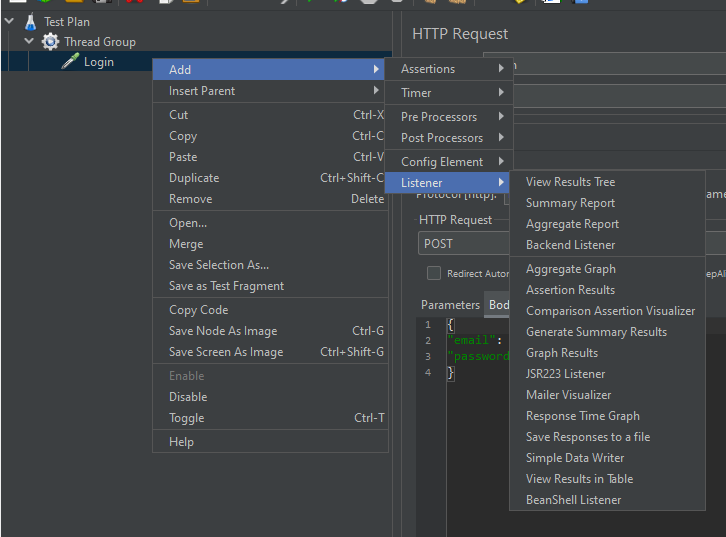 Test Plan
Thread Group
Login
HTTP Request
Add
Insert Parent
Cut Ctrl-X
Copy Ctrl-C
Paste Ctrl-V
Duplicate Ctrl+Shift-C
Remove Delete
Open...
Merge
Save Selection As...
Save as Test Fragment
Copy Code
Save Node As Image Ctrl-G
Save Screen As Image Ctrl+Shift-G
Enable
Disable
Toggle Ctrl-T
Help
Assertions
Timer
Pre Processors
Post Processors
Config Element
Listener
View Results Tree
Summary Report
Aggregate Report
Backend Listener
Aggregate Graph
Assertion Results
Comparison Assertion Visualizer
Generate Summary Results
Graph Results
JSR223 Listener
Mailer Visualizer
Response Time Graph
Save Responses to a file
Simple Data Writer
View Results in Table
BeanShell Listener
Protocol [http]:
HTTP Request
POST
Redirect Autor
Parameters Bod
1 {
2 "email":
3 "password
4 }